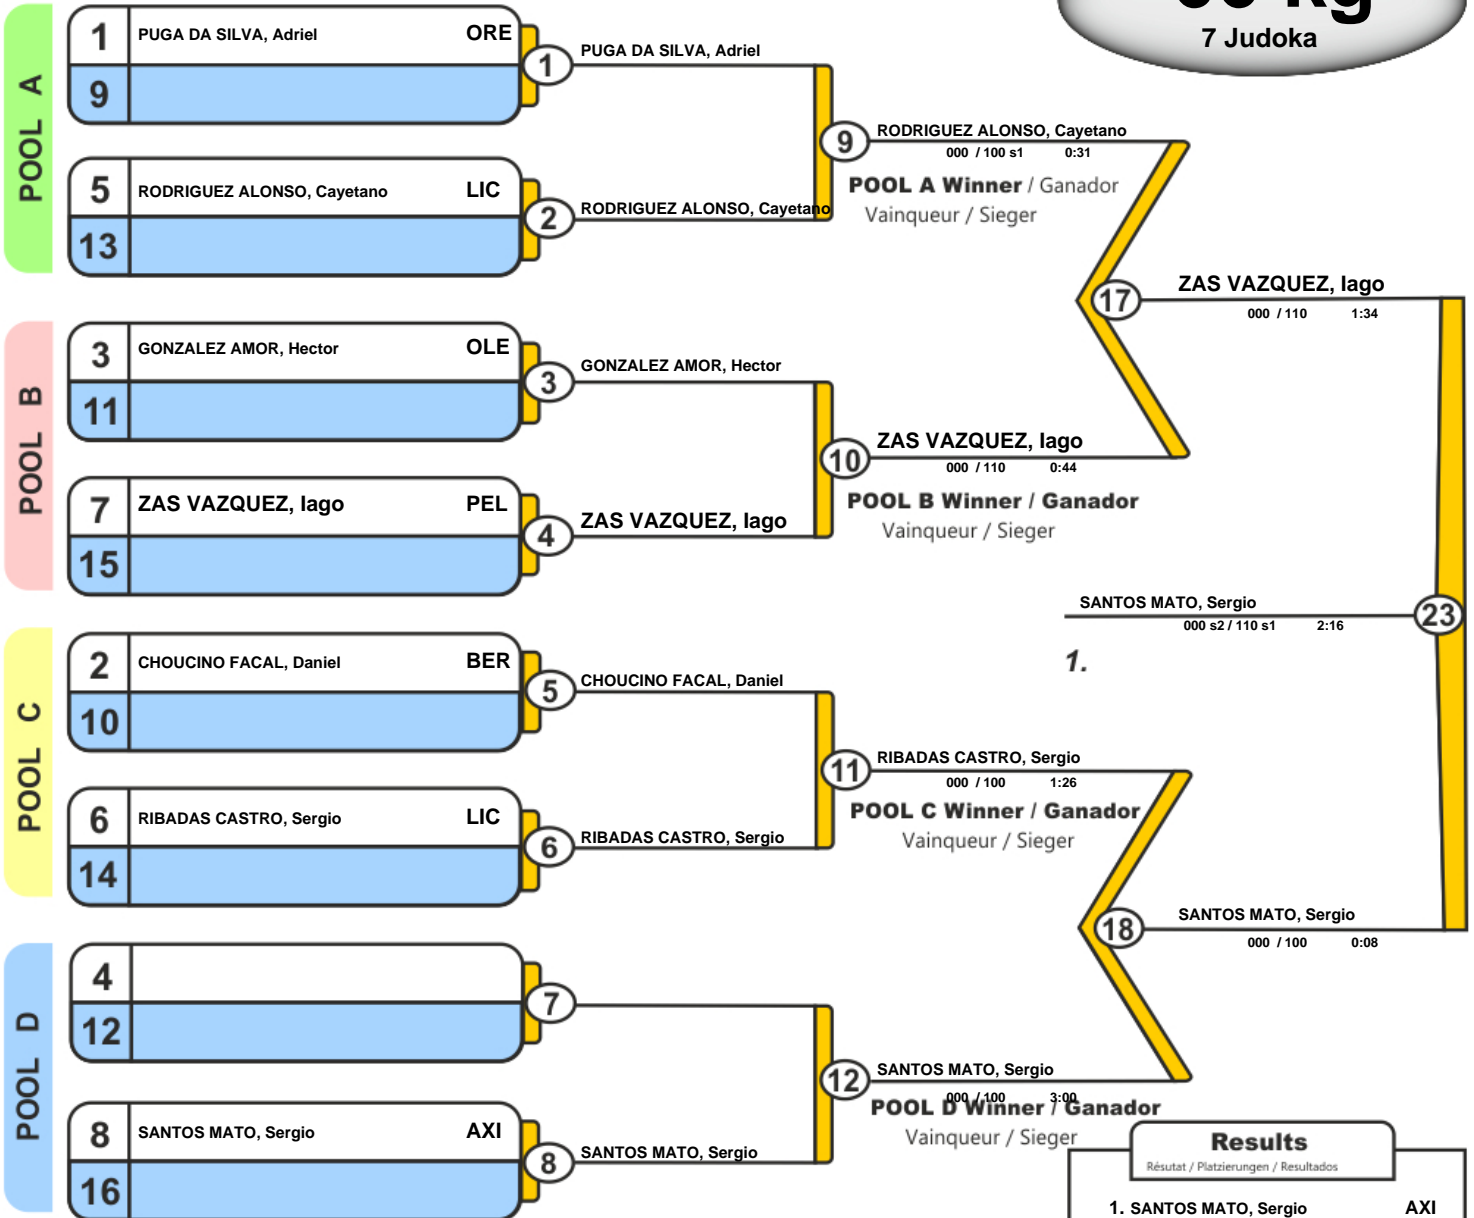 7 Judoka
POOL A
1 PUGA DA SILVA, Adriel ORE
9
1 PUGA DA SILVA, Adriel
5 RODRIGUEZ ALONSO, Cayetano LIC
13
2 RODRIGUEZ ALONSO, Cayetano
9 RODRIGUEZ ALONSO, Cayetano
000 / 100 s1 0:31
POOL A Winner / Ganador
Vainqueur / Sieger
POOL B
3 GONZALEZ AMOR, Hector OLE
11
3 GONZALEZ AMOR, Hector
7 ZAS VAZQUEZ, Iago PEL
15
4 ZAS VAZQUEZ, Iago
10 ZAS VAZQUEZ, Iago
000 / 110 0:44
POOL B Winner / Ganador
Vainqueur / Sieger
17 ZAS VAZQUEZ, Iago
000 / 110 1:34
SANTOS MATO, Sergio 23
000 s2 / 110 s1 2:16
1.
POOL C
2 CHOUCINO FACAL, Daniel BER
10
5 CHOUCINO FACAL, Daniel
6 RIBADAS CASTRO, Sergio LIC
14
6 RIBADAS CASTRO, Sergio
11 RIBADAS CASTRO, Sergio
000 / 100 1:26
POOL C Winner / Ganador
Vainqueur / Sieger
18 SANTOS MATO, Sergio
000 / 100 0:08
POOL D
4
12
7
8 SANTOS MATO, Sergio AXI
16
8 SANTOS MATO, Sergio
12 SANTOS MATO, Sergio
000 / 100 3:00
POOL D Winner / Ganador
Vainqueur / Sieger
Results
Résutat / Platzierungen / Resultados
1. SANTOS MATO, Sergio AXI